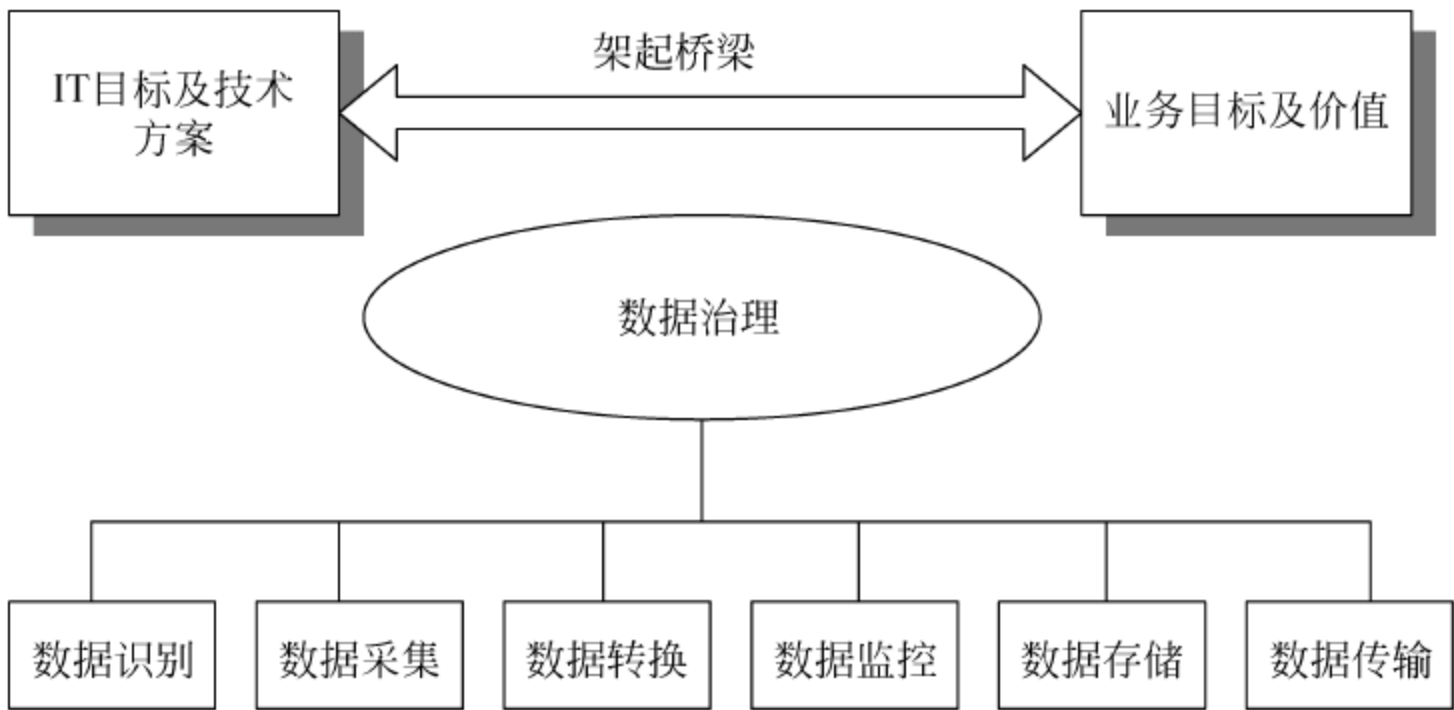 架起桥梁
IT目标及技术
方案
业务目标及价值
数据治理
数据识别
数据采集
数据转换
数据监控
数据存储
数据传输